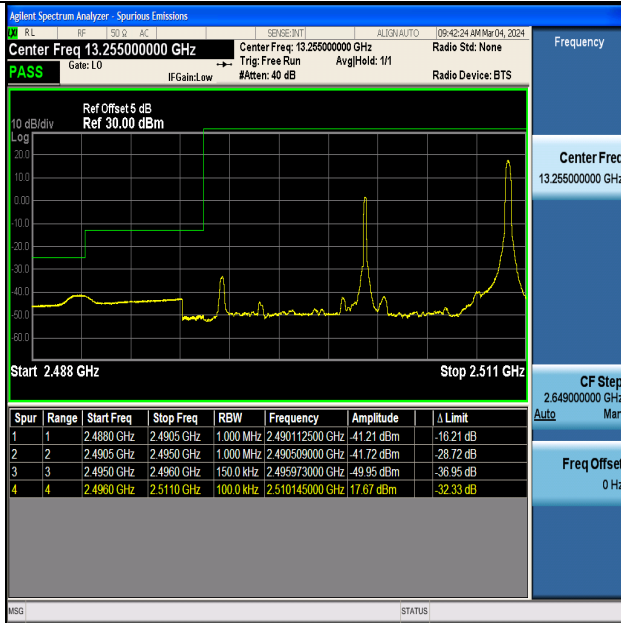 Agilent Spectrum Analyzer - Spurious Emissions
RL RF 50 Ω AC SENSE:INT ALIGN AUTO 09:42:24 AM Mar 04, 2024
Center Freq 13.255000000 GHz
Center Freq: 13.255000000 GHz
Radio Std: None
Trig: Free Run Avg|Hold: 1/1
PASS
Gate: LO
IFGain:Low
#Atten: 40 dB
Radio Device: BTS
Ref Offset 5 dB
10 dB/div Ref 30.00 dBm
Log
20.0
10.0
0.00
-10.0
-20.0
-30.0
-40.0
-50.0
-60.0
Start 2.488 GHz
Stop 2.511 GHz
Spur Range Start Freq Stop Freq RBW Frequency Amplitude Δ Limit
1 1 2.4880 GHz 2.4905 GHz 1.000 MHz 2.490112500 GHz -41.21 dBm -16.21 dB
2 2 2.4905 GHz 2.4950 GHz 1.000 MHz 2.490509000 GHz -41.72 dBm -28.72 dB
3 3 2.4950 GHz 2.4960 GHz 150.0 kHz 2.495973000 GHz -49.95 dBm -36.95 dB
4 4 2.4960 GHz 2.5110 GHz 100.0 kHz 2.510145000 GHz 17.67 dBm -32.33 dB
Frequency
Center Freq
13.255000000 GHz
CF Step
2.649000000 GHz
Auto Man
Freq Offset
0 Hz
MSG STATUS